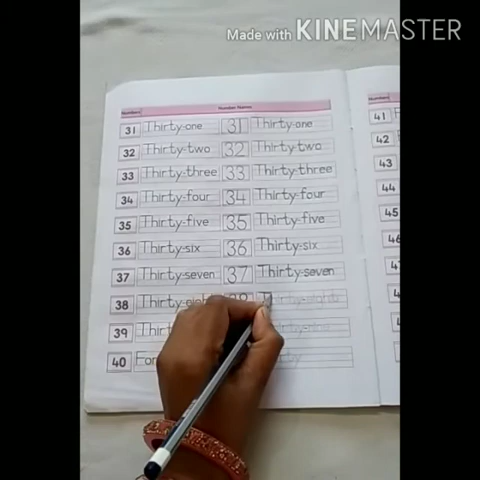 Made with KINEMASTER
Numbers Number Names
31 Thirty-one 31 Thirty-one
32 Thirty-two 32 Thirty-two
33 Thirty-three 33 Thirty-three
34 Thirty-four 34 Thirty-four
35 Thirty-five 35 Thirty-five
36 Thirty-six 36 Thirty-six
37 Thirty-seven 37 Thirty-seven
38 38
39
40
Numbers
41
42
43
44
45